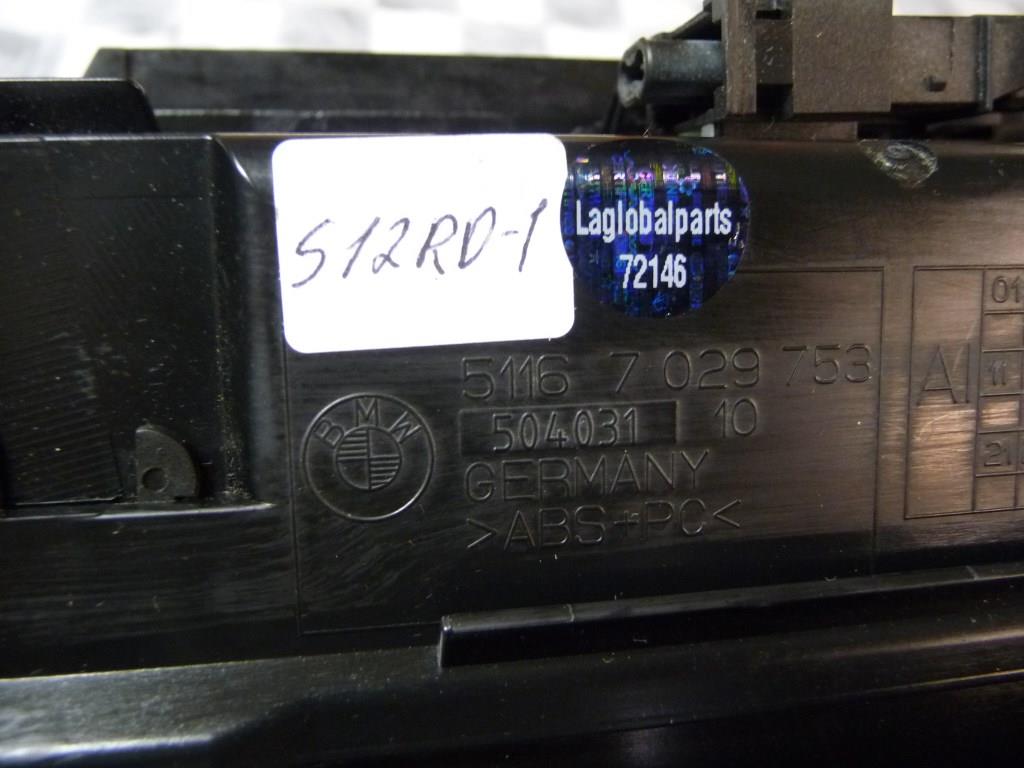 S12RD-1
Laglobalparts
72146
5116 7 029 753
504031 10
BMW
GERMANY
>ABS+PC<
AI
01
11
21